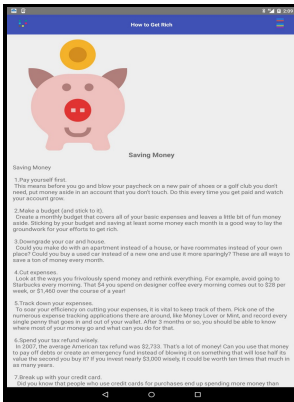 2:09
How to Get Rich
Saving Money
Saving Money
1.Pay yourself first.
This means before you go and blow your paycheck on a new pair of shoes or a golf club you don't
need, put money aside in an account that you don't touch. Do this every time you get paid and watch
your account grow.
2.Make a budget (and stick to it).
Create a monthly budget that covers all of your basic expenses and leaves a little bit of fun money
aside. Sticking by your budget and saving at least some money each month is a good way to lay the
groundwork for your efforts to get rich.
3.Downgrade your car and house.
Could you make do with an apartment instead of a house, or have roommates instead of your own
place? Could you buy a used car instead of a new one and use it more sparingly? These are all ways to
save a ton of money every month.
4.Cut expenses.
Look at the ways you frivolously spend money and rethink everything. For example, avoid going to
Starbucks every morning. That $4 you spend on designer coffee every morning comes out to $28 per
week, or $1,460 over the course of a year!
5.Track down your expenses.
To soar your efficiency on cutting your expenses, it is vital to keep track of them. Pick one of the
numerous expense tracking applications there are around, like Money Lover or Mint, and record every
single penny that goes in and out of your wallet. After 3 months or so, you should be able to know
where most of your money go and what can you do for that.
6.Spend your tax refund wisely.
In 2007, the average American tax refund was $2,733. That's a lot of money! Can you use that money
to pay off debts or create an emergency fund instead of blowing it on something that will lose half its
value the second you buy it? If you invest nearly $3,000 wisely, it could be worth ten times that much in
as many years.
7.Break up with your credit card.
Did you know that people who use credit cards for purchases end up spending more money than